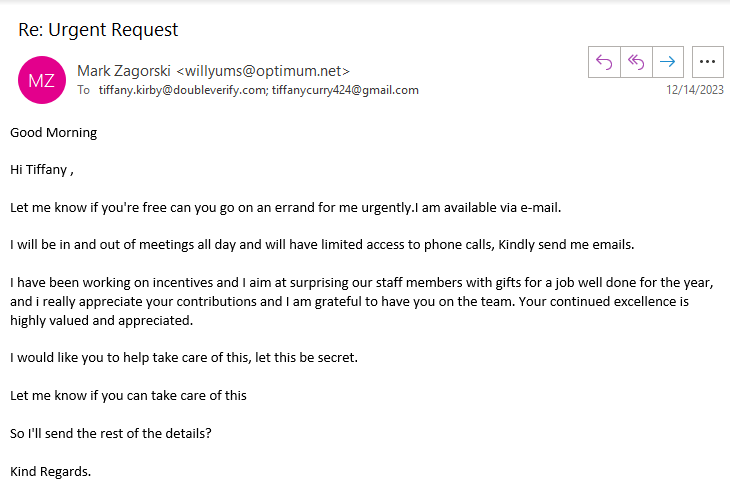 Re: Urgent Request
MZ
Mark Zagorski <willyums@optimum.net>
To tiffany.kirby@doubleverify.com; tiffanycurry424@gmail.com
12/14/2023
Good Morning
Hi Tiffany ,
Let me know if you're free can you go on an errand for me urgently.I am available via e-mail.
I will be in and out of meetings all day and will have limited access to phone calls, Kindly send me emails.
I have been working on incentives and I aim at surprising our staff members with gifts for a job well done for the year,
and i really appreciate your contributions and I am grateful to have you on the team. Your continued excellence is
highly valued and appreciated.
I would like you to help take care of this, let this be secret.
Let me know if you can take care of this
So I'll send the rest of the details?
Kind Regards.